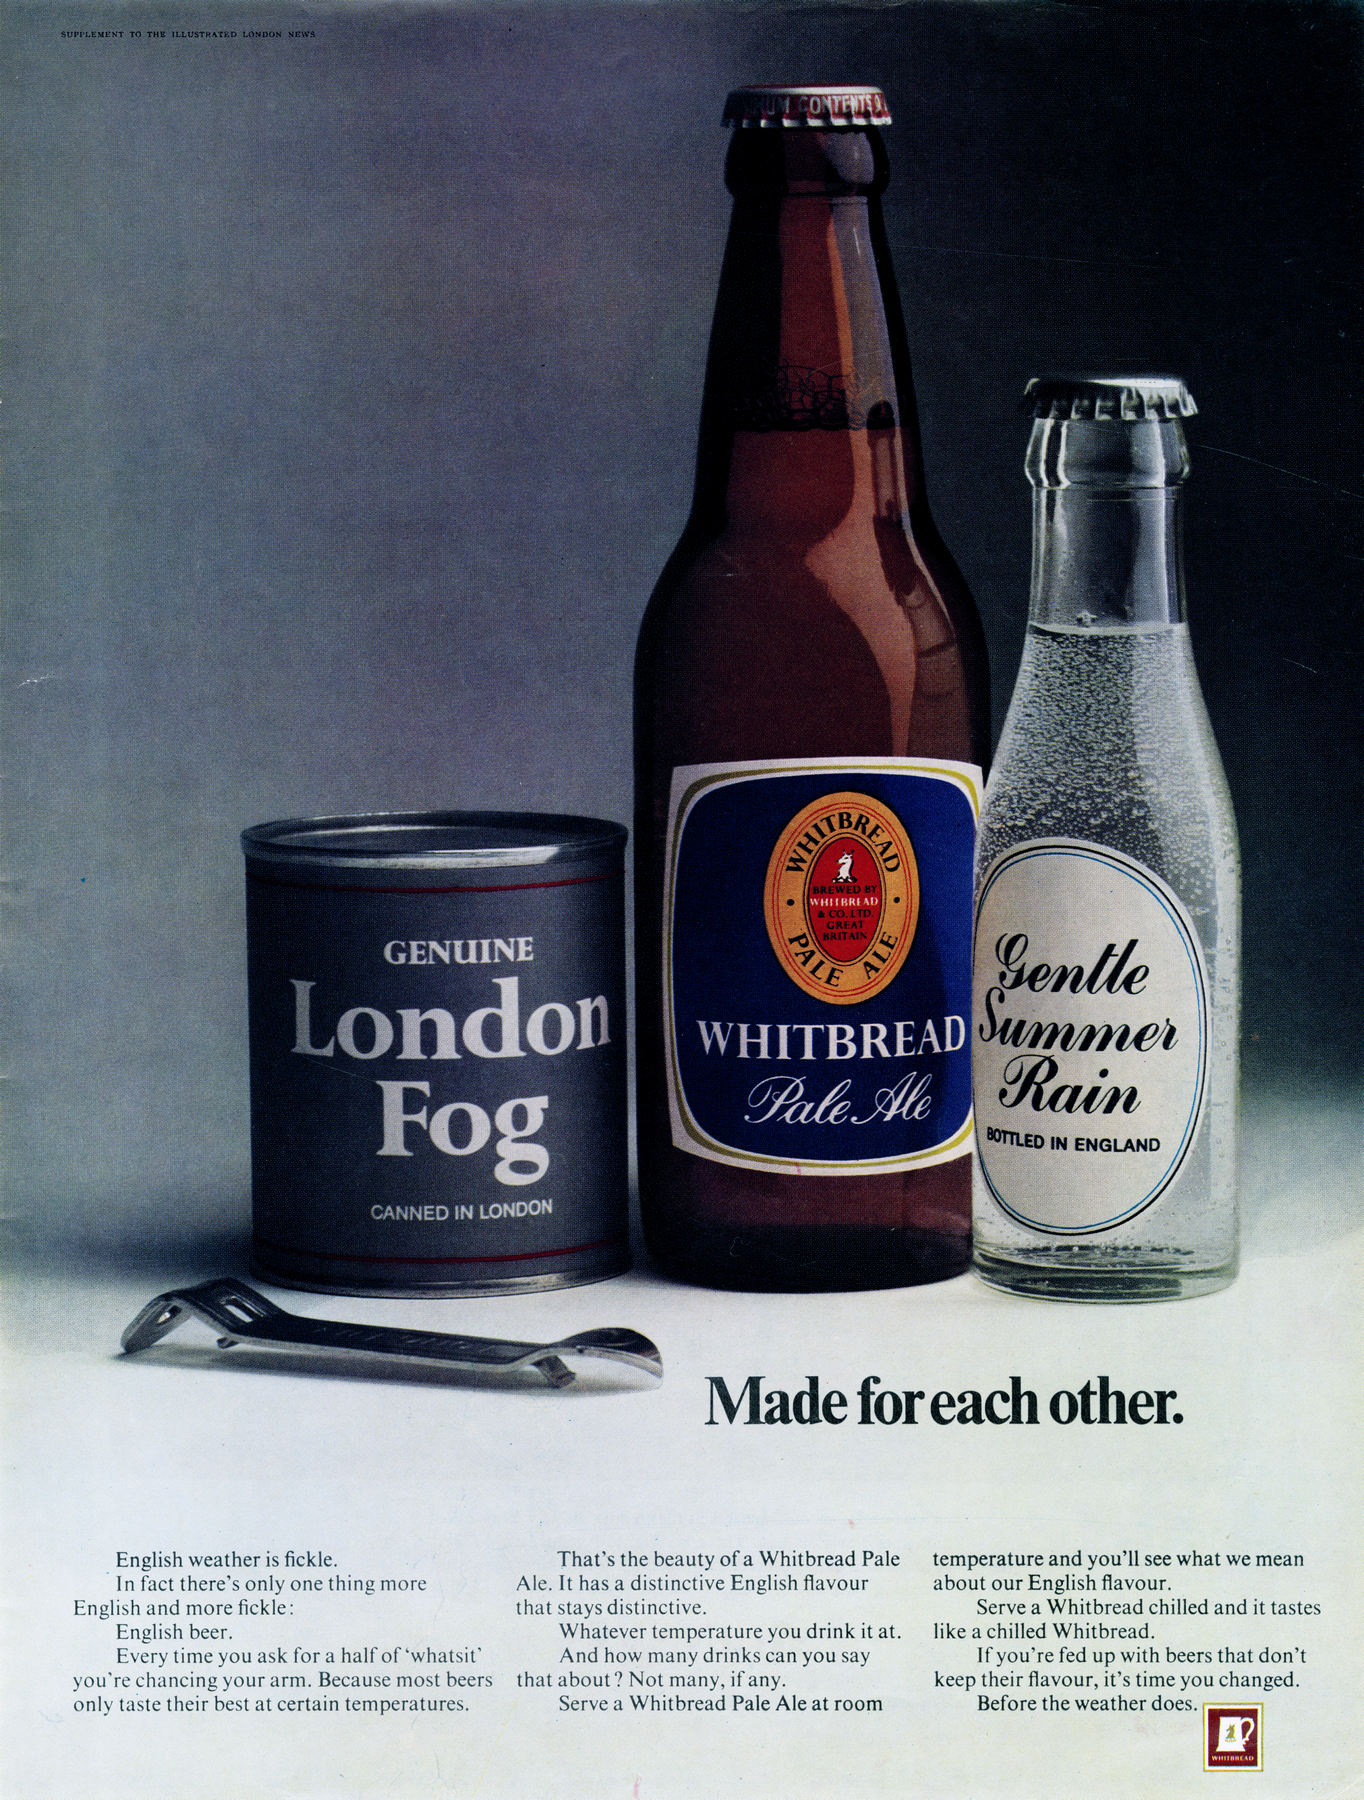 SUPPLEMENT TO THE ILLUSTRATED LONDON NEWS
CONTENTS
WHITBREAD
BREWED BY
WHITBREAD
& CO. LTD.
GREAT
BRITAIN
PALE ALE
WHITBREAD
Pale Ale
GENUINE
London
Fog
CANNED IN LONDON
Gentle
Summer
Rain
BOTTLED IN ENGLAND
Made for each other.
English weather is fickle.
In fact there's only one thing more
English and more fickle:
English beer.
Every time you ask for a half of 'whatsit'
you're chancing your arm. Because most beers
only taste their best at certain temperatures.
That's the beauty of a Whitbread Pale
Ale. It has a distinctive English flavour
that stays distinctive.
Whatever temperature you drink it at.
And how many drinks can you say
that about? Not many, if any.
Serve a Whitbread Pale Ale at room
temperature and you'll see what we mean
about our English flavour.
Serve a Whitbread chilled and it tastes
like a chilled Whitbread.
If you're fed up with beers that don't
keep their flavour, it's time you changed.
Before the weather does.
WHITBREAD